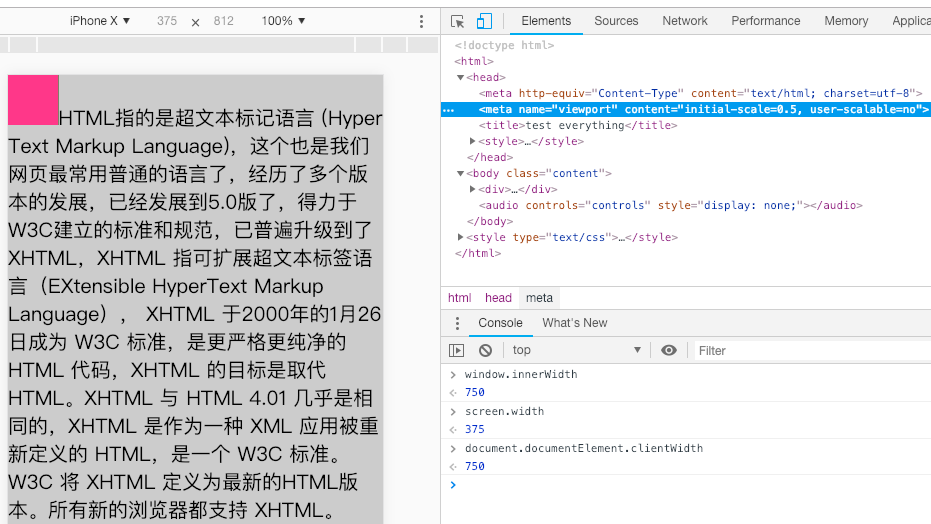 iPhone X ▼ 375 × 812 100% ▼
HTML指的是超文本标记语言 (Hyper
Text Markup Language)，这个也是我们
网页最常用普通的语言了，经历了多个版
本的发展，已经发展到5.0版了，得力于
W3C建立的标准和规范，已普遍升级到了
XHTML，XHTML 指可扩展超文本标签语
言（EXtensible HyperText Markup
Language）， XHTML 于2000年的1月26
日成为 W3C 标准，是更严格更纯净的
HTML 代码，XHTML 的目标是取代
HTML。XHTML 与 HTML 4.01 几乎是相
同的，XHTML 是作为一种 XML 应用被重
新定义的 HTML，是一个 W3C 标准。
W3C 将 XHTML 定义为最新的HTML版
本。所有新的浏览器都支持 XHTML。
Elements Sources Network Performance Memory Applica
<!doctype html>
<html>
▼<head>
<meta http-equiv="Content-Type" content="text/html; charset=utf-8">
<meta name="viewport" content="initial-scale=0.5, user-scalable=no">
<title>test everything</title>
▶<style>…</style>
</head>
▼<body class="content">
▶<div>…</div>
<audio controls="controls" style="display: none;"></audio>
</body>
▶<style type="text/css">…</style>
</html>
html head meta
Console What's New
top ▼ Filter
> window.innerWidth
750
> screen.width
375
> document.documentElement.clientWidth
750
>